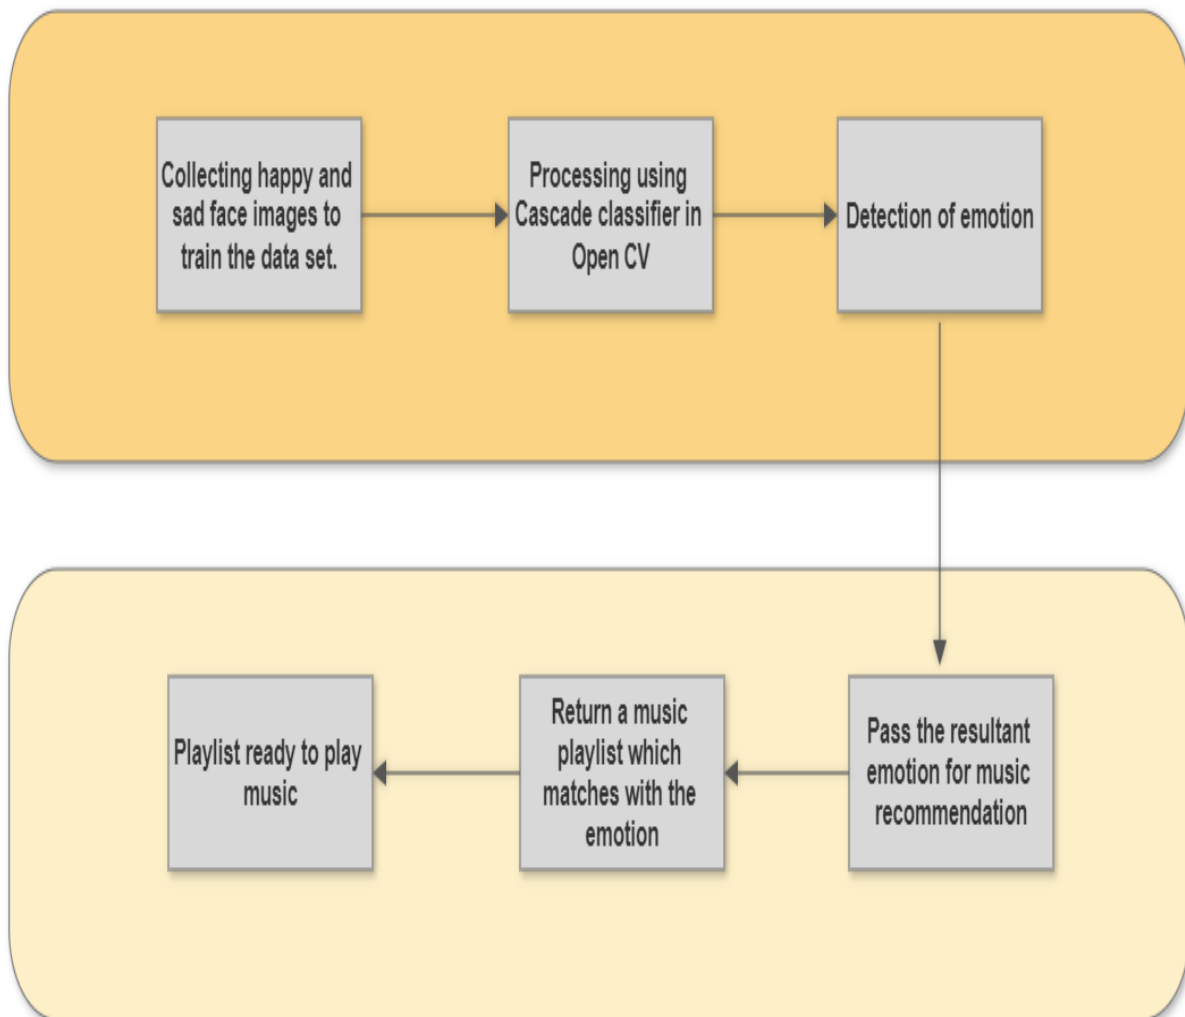 Collecting happy and
sad face images to
train the data set.
Processing using
Cascade classifier in
Open CV
Detection of emotion
Pass the resultant
emotion for music
recommendation
Return a music
playlist which
matches with the
emotion
Playlist ready to play
music